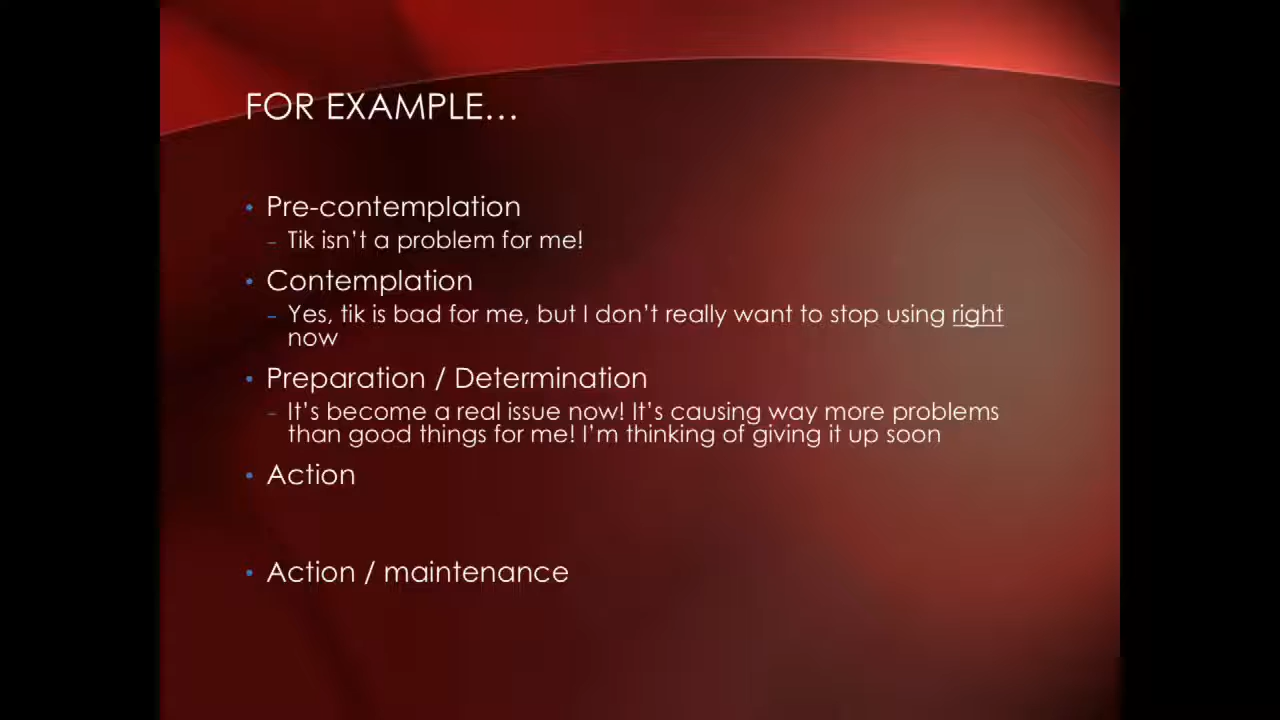 FOR EXAMPLE…
• Pre-contemplation
– Tik isn't a problem for me!
• Contemplation
– Yes, tik is bad for me, but I don't really want to stop using right
now
• Preparation / Determination
– It's become a real issue now! It's causing way more problems
than good things for me! I'm thinking of giving it up soon
• Action
• Action / maintenance